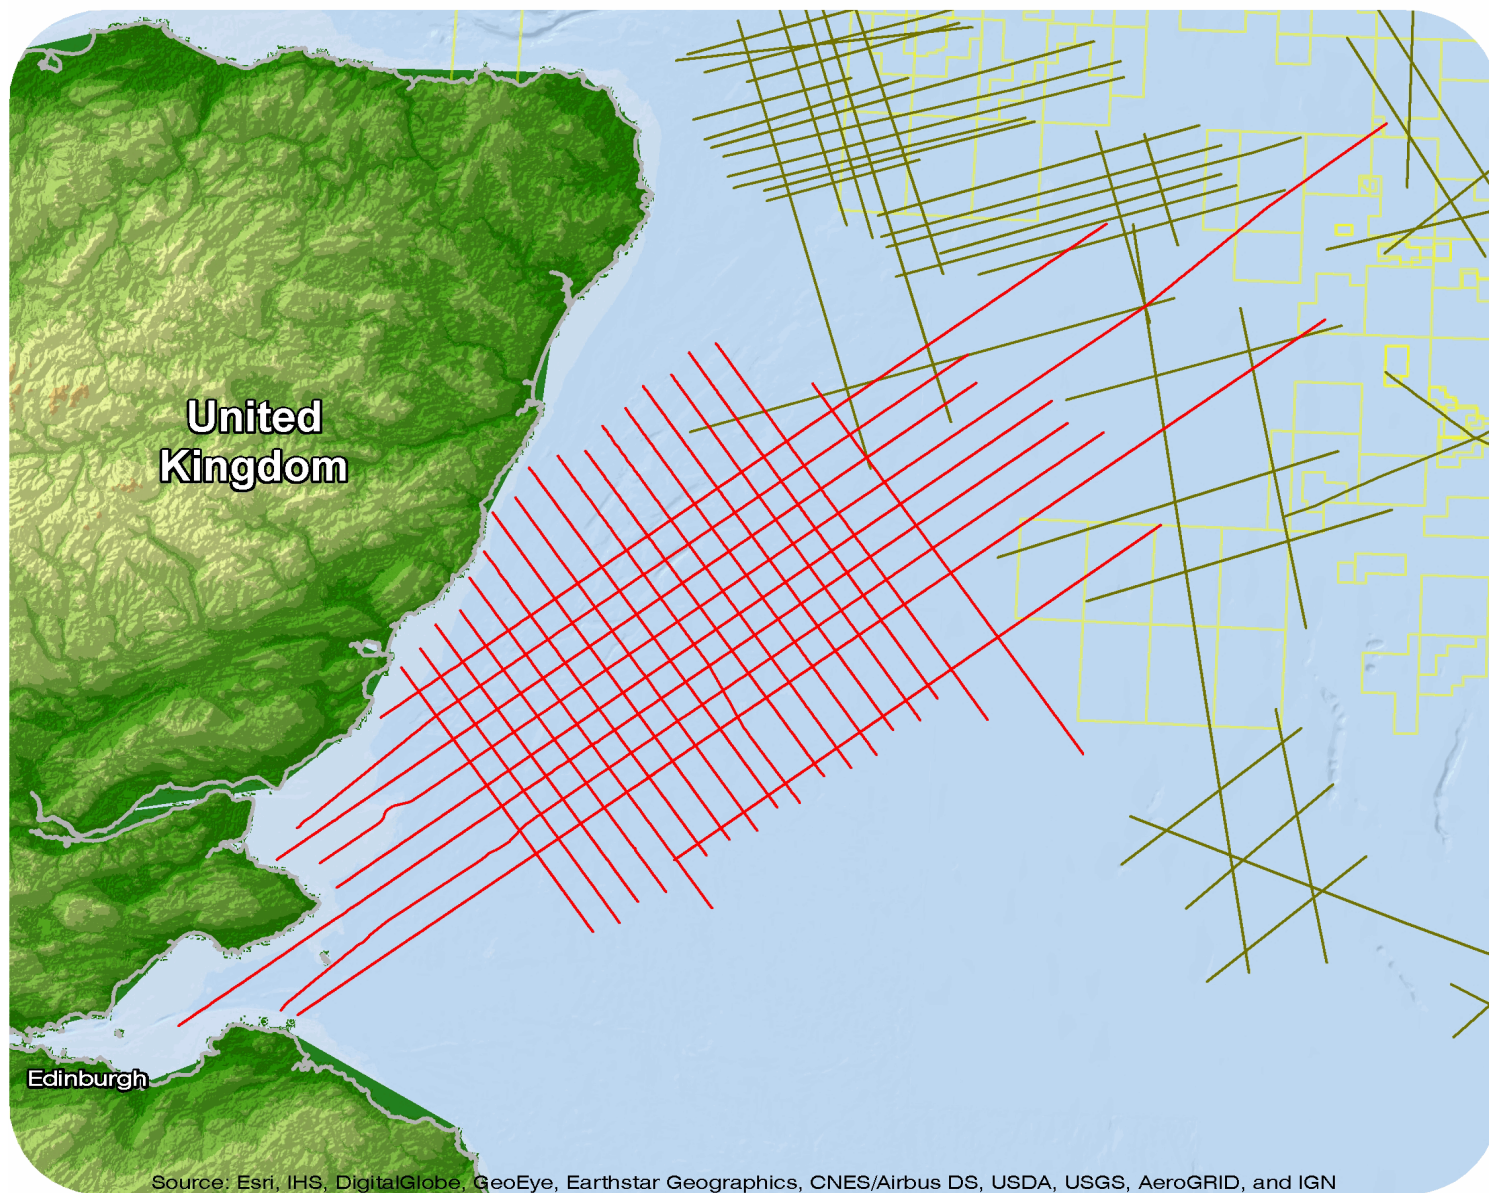 United
Kingdom
Edinburgh
Source: Esri, IHS, DigitalGlobe, GeoEye, Earthstar Geographics, CNES/Airbus DS, USDA, USGS, AeroGRID, and IGN